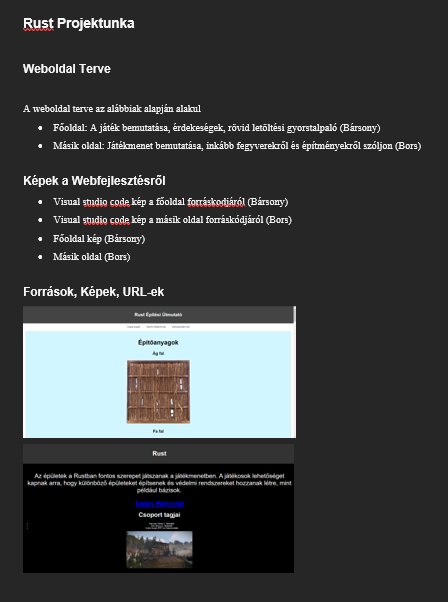 Rust Projektunka
Weboldal Terve
A weboldal terve az alábbiak alapján alakul
Főoldal: A játék bemutatása, érdekeségek, rövid letöltési gyorstalpaló (Bársony)
Másik oldal: Játékmenet bemutatása, inkább fegyverekről és építményekről szóljon (Bors)
Képek a Webfejlesztésről
Visual studio code kép a főoldal forráskodjáról (Bársony)
Visual studio code kép a másik oldal forráskódjáról (Bors)
Főoldal kép (Bársony)
Másik oldal (Bors)
Források, Képek, URL-ek
Rust Építési Útmutató
Építőanyagok
Ág fal
Fa fal
Rust
Az épületek a Rustban fontos szerepet játszanak a játékmenetben. A játékosok lehetőséget
kapnak arra, hogy különböző épületeket építsenek és védelmi rendszereket hozzanak létre, mint
például bázisok.
Csoport tagjai